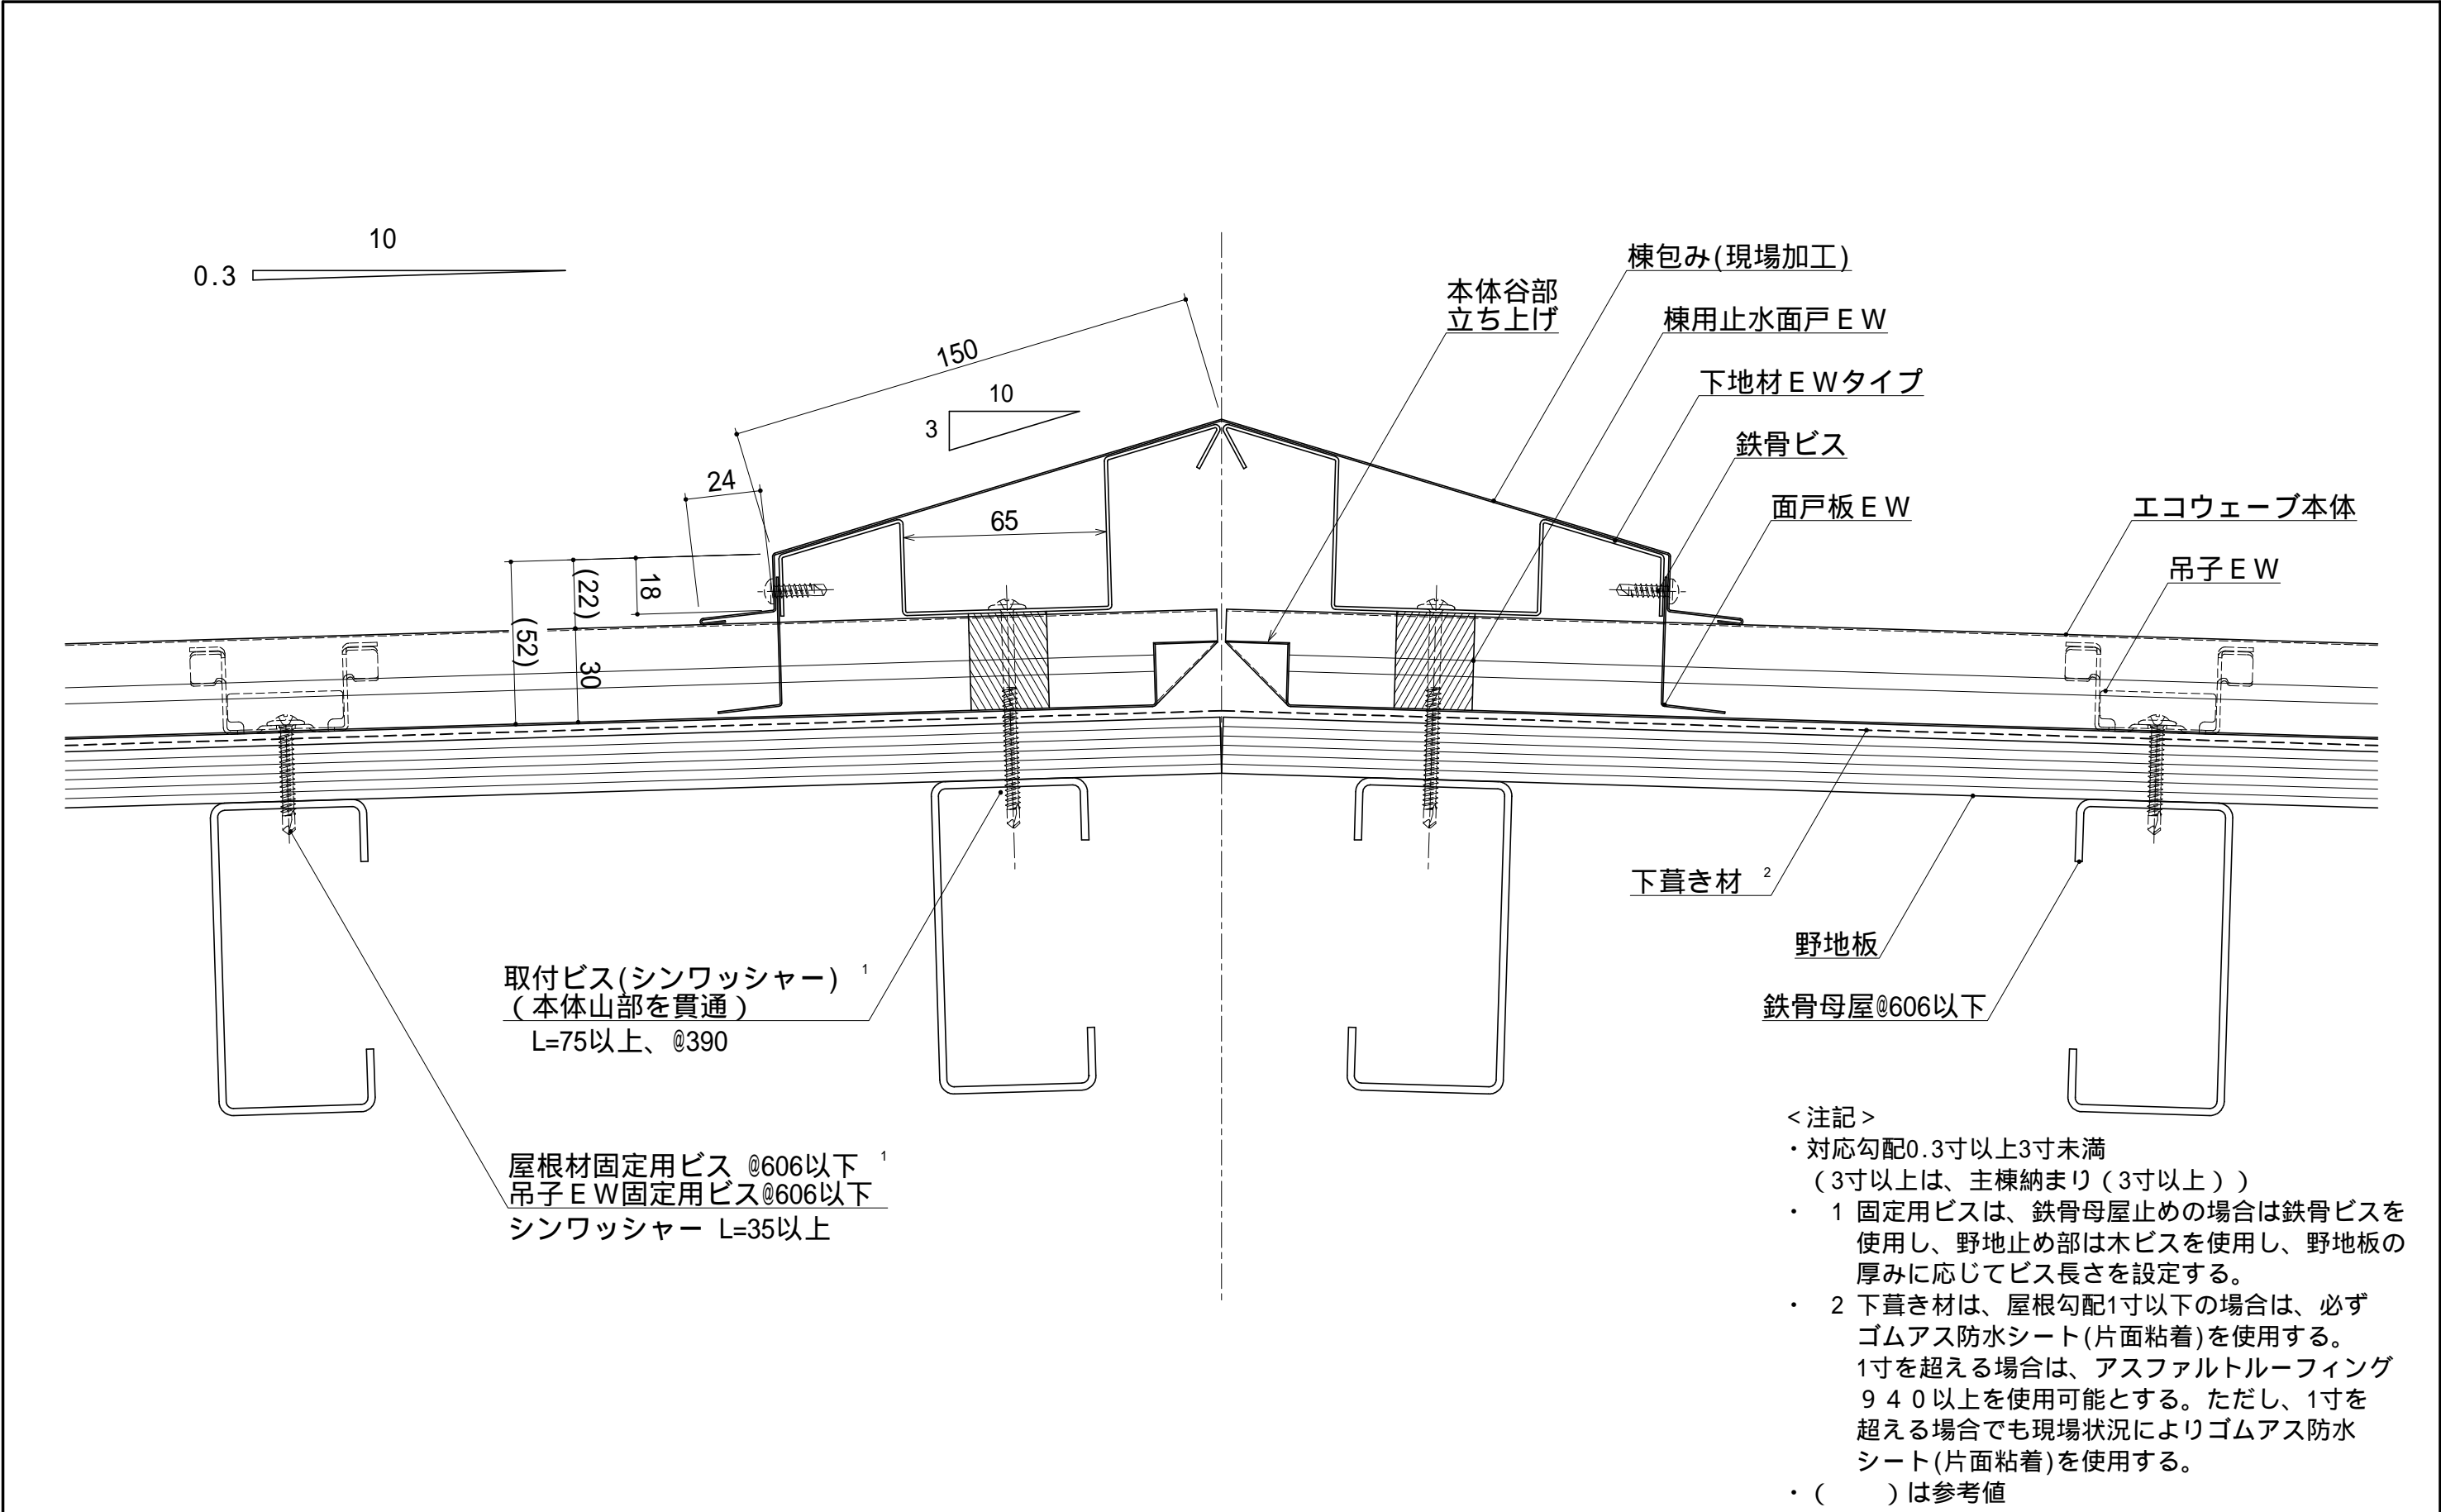 10
0.3
150
10
3
24
65
18
(22)
(52)
30
本体谷部
立ち上げ
棟包み(現場加工)
棟用止水面戸ＥＷ
下地材ＥＷタイプ
鉄骨ビス
面戸板ＥＷ
エコウェーブ本体
吊子ＥＷ
下葺き材 2
野地板
鉄骨母屋@606以下
取付ビス(シンワッシャー) 1
（本体山部を貫通）
L=75以上、@390
屋根材固定用ビス @606以下 1
吊子ＥＷ固定用ビス@606以下
シンワッシャー L=35以上
＜注記＞
・対応勾配0.3寸以上3寸未満
（3寸以上は、主棟納まり（3寸以上））
・ 1 固定用ビスは、鉄骨母屋止めの場合は鉄骨ビスを
使用し、野地止め部は木ビスを使用し、野地板の
厚みに応じてビス長さを設定する。
・ 2 下葺き材は、屋根勾配1寸以下の場合は、必ず
ゴムアス防水シート(片面粘着)を使用する。
1寸を超える場合は、アスファルトルーフィング
９４０以上を使用可能とする。ただし、1寸を
超える場合でも現場状況によりゴムアス防水
シート(片面粘着)を使用する。
・（　　）は参考値